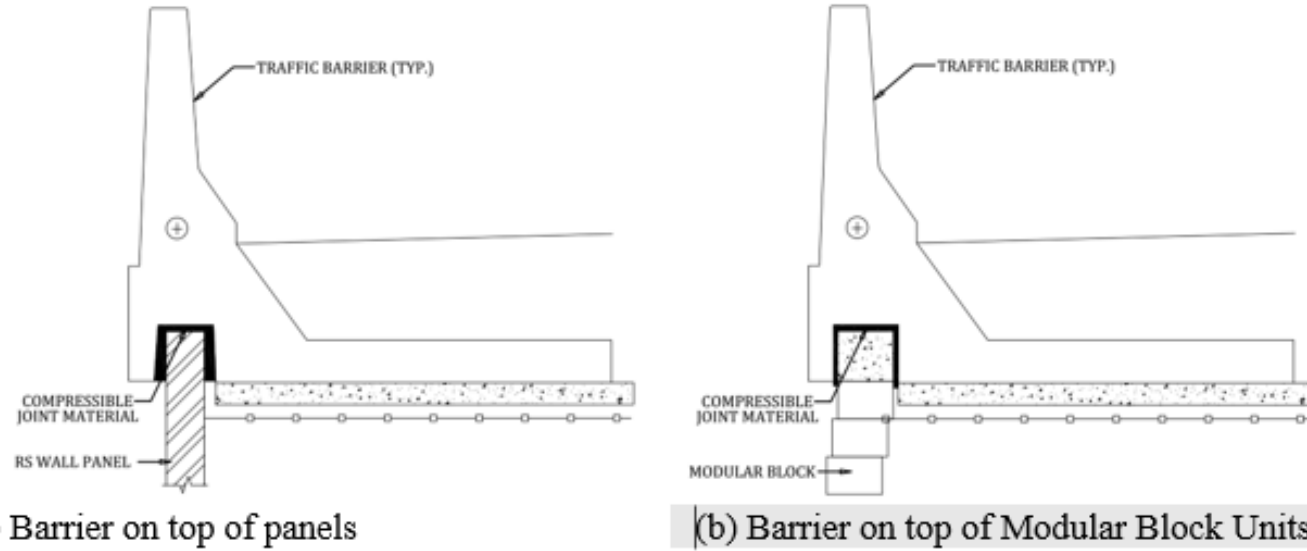 TRAFFIC BARRIER (TYP.)
COMPRESSIBLE
JOINT MATERIAL
RS WALL PANEL
) Barrier on top of panels
TRAFFIC BARRIER (TYP.)
COMPRESSIBLE
JOINT MATERIAL
MODULAR BLOCK
(b) Barrier on top of Modular Block Units